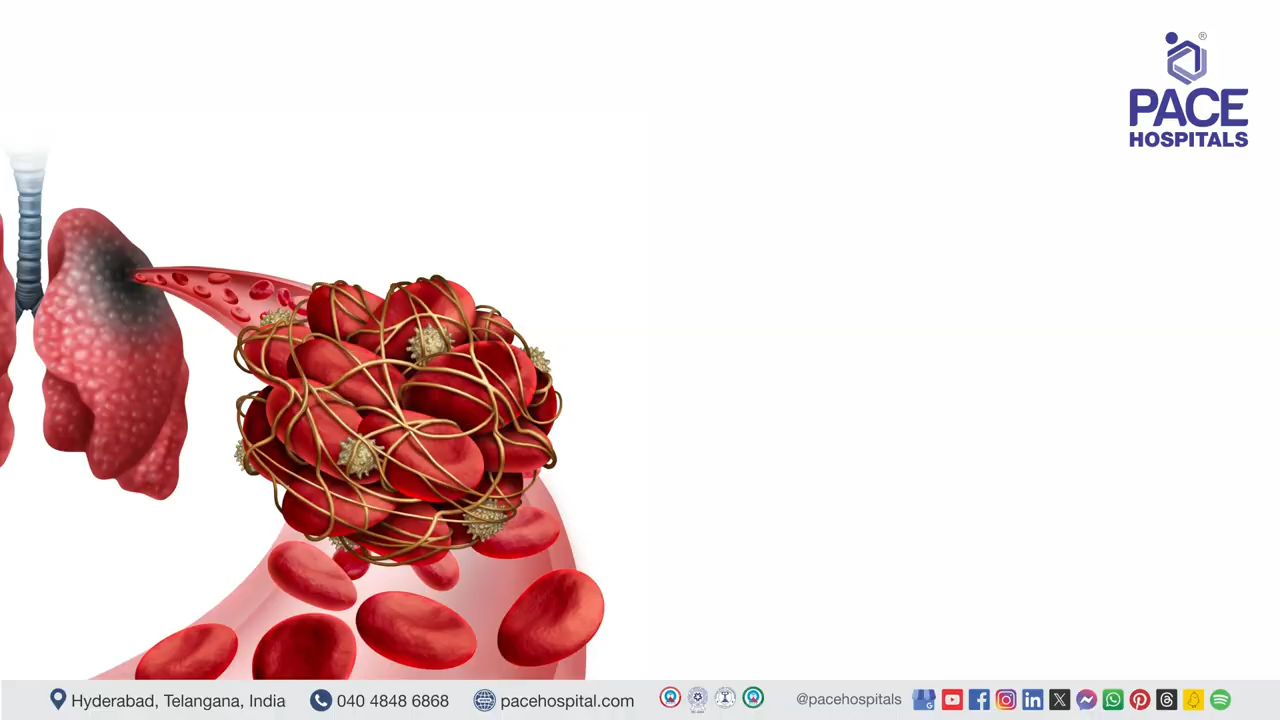 ®
PACE
HOSPITALS
Hyderabad, Telangana, India
040 4848 6868
pacehospital.com
@pacehospitals